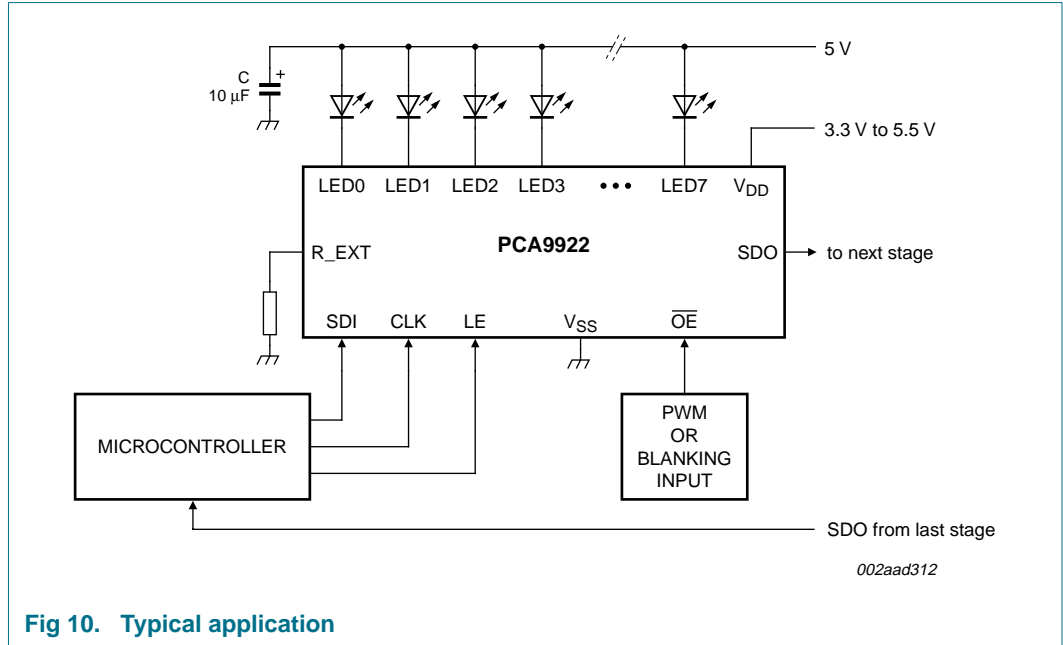 5 V
C
+
10 μF
3.3 V to 5.5 V
LED0 LED1 LED2 LED3 ••• LED7 VDD
PCA9922
R_EXT
SDO
to next stage
SDI CLK LE VSS OE
MICROCONTROLLER
PWM
OR
BLANKING
INPUT
SDO from last stage
002aad312
Fig 10. Typical application